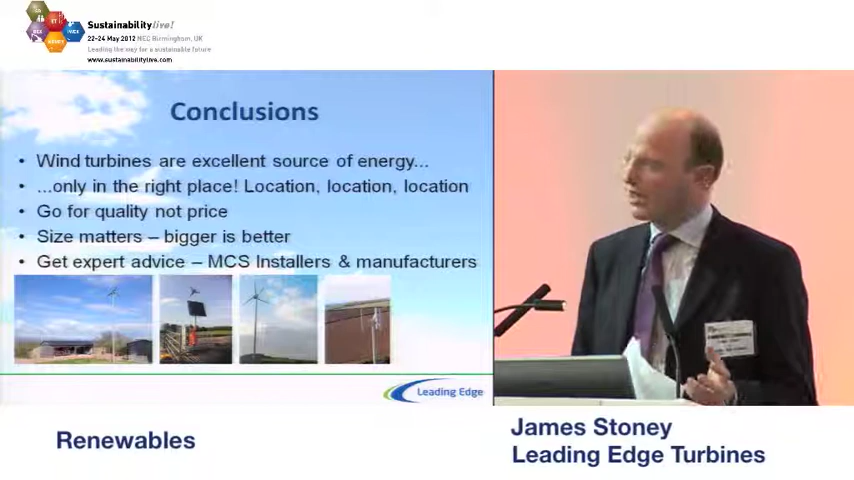 Sustainabilitylive!
22-24 May 2012 NEC Birmingham, UK
Leading the way for a sustainable future
www.sustainabilitylive.com
Conclusions
• Wind turbines are excellent source of energy...
• ...only in the right place! Location, location, location
• Go for quality not price
• Size matters – bigger is better
• Get expert advice – MCS Installers & manufacturers
Leading Edge
Renewables
James Stoney
Leading Edge Turbines